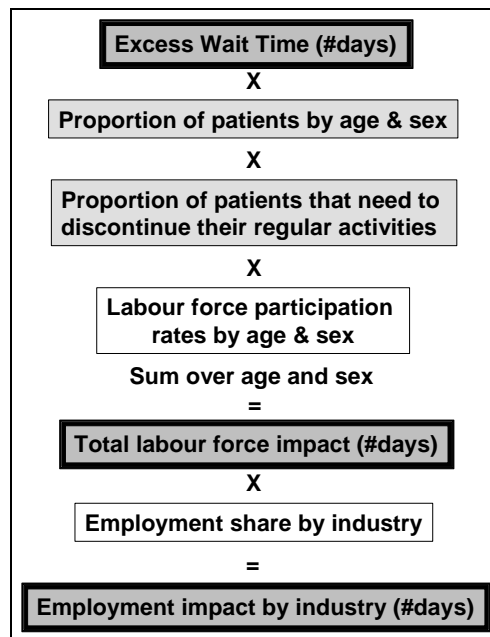 Excess Wait Time (#days)
X
Proportion of patients by age & sex
X
Proportion of patients that need to
discontinue their regular activities
X
Labour force participation
rates by age & sex
Sum over age and sex
=
Total labour force impact (#days)
X
Employment share by industry
=
Employment impact by industry (#days)